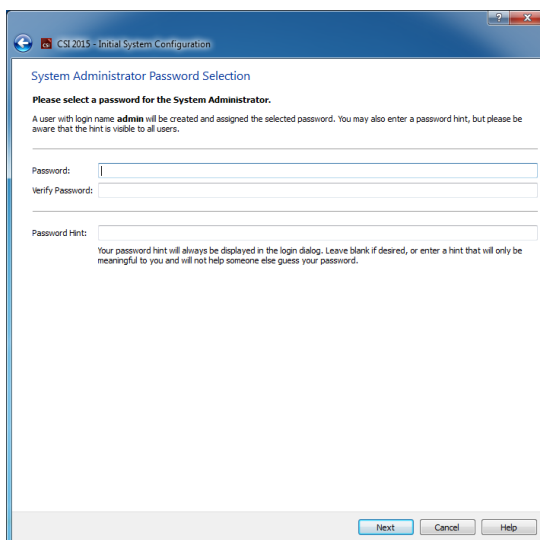 ? X
CSI CSI 2015 - Initial System Configuration
System Administrator Password Selection
Please select a password for the System Administrator.
A user with login name admin will be created and assigned the selected password. You may also enter a password hint, but please be
aware that the hint is visible to all users.
Password:
Verify Password:
Password Hint:
Your password hint will always be displayed in the login dialog. Leave blank if desired, or enter a hint that will only be
meaningful to you and will not help someone else guess your password.
Next Cancel Help